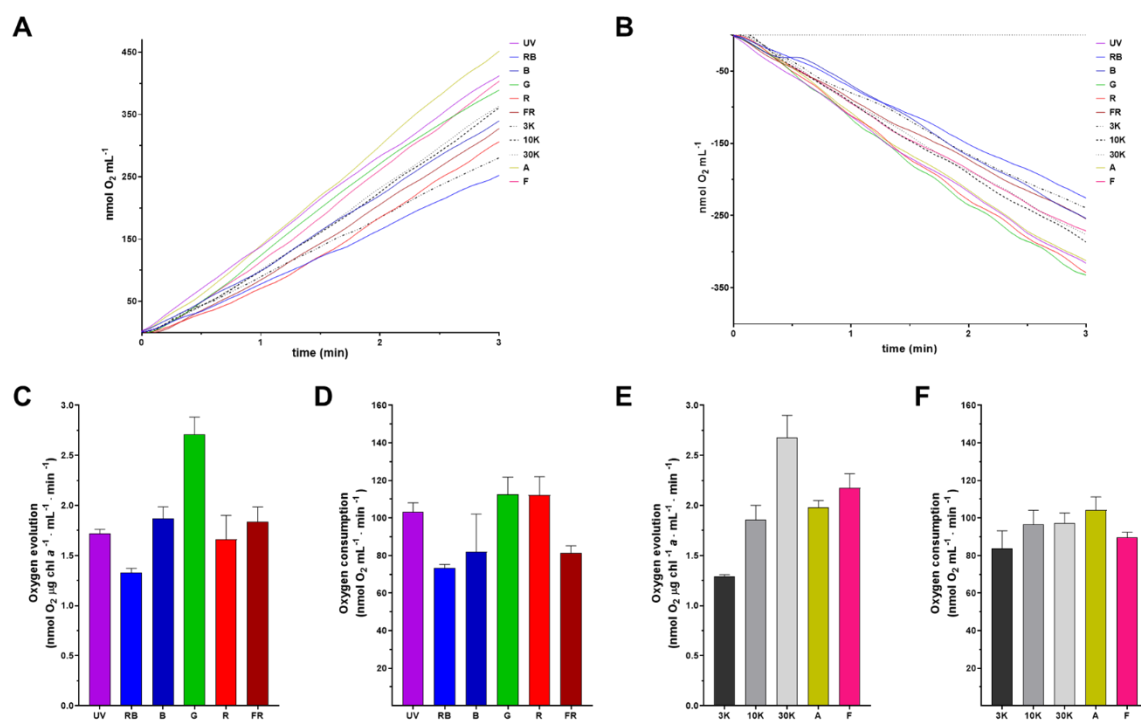 A
450
350
250
150
50
nmol O₂ mL⁻¹
0
1
2
3
time (min)
UV
RB
B
G
R
FR
3K
10K
30K
A
F
B
-50
-150
-250
-350
nmol O₂ mL⁻¹
0
1
2
3
time (min)
UV
RB
B
G
R
FR
3K
10K
30K
A
F
C
Oxygen evolution
(nmol O₂ µg chl a ⁻¹ · mL⁻¹ · min ⁻¹)
3.0
2.5
2.0
1.5
1.0
0.5
0.0
UV RB B G R FR
D
Oxygen consumption
(nmol O₂ mL⁻¹ · min ⁻¹)
160
140
120
100
80
60
40
20
UV RB B G R FR
E
Oxygen evolution
(nmol O₂ µg chl ⁻¹ a · mL⁻¹ · min ⁻¹)
3.0
2.5
2.0
1.5
1.0
0.5
0.0
3K 10K 30K A F
F
Oxygen consumption
(nmol O₂ mL⁻¹ · min ⁻¹)
160
140
120
100
80
60
40
20
3K 10K 30K A F